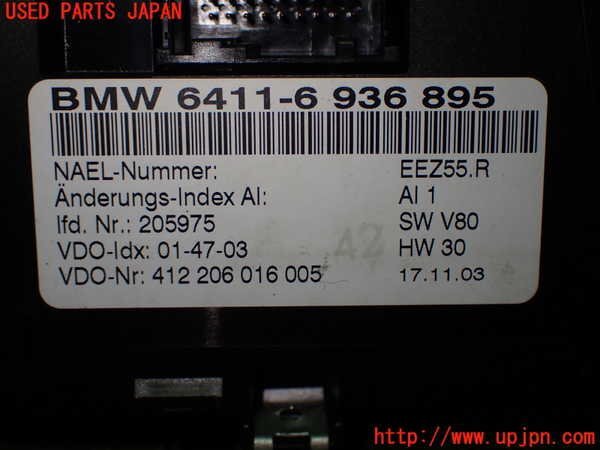 USED PARTS JAPAN
BMW 6411-6 936 895
NAEL-Nummer: EEZ55.R
Änderungs-Index AI: AI 1
lfd. Nr.: 205975 SW V80
VDO-Idx: 01-47-03 HW 30
VDO-Nr: 412 206 016 005 17.11.03
http://www.upjpn.com/